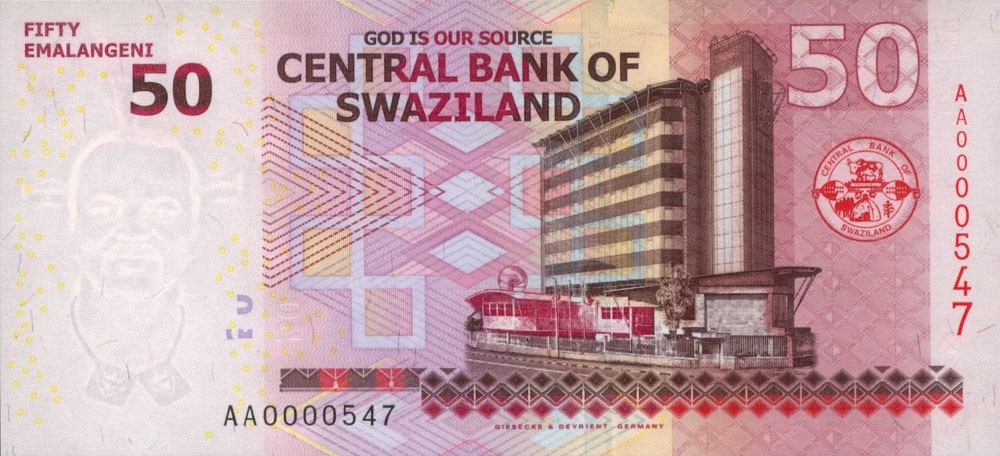 FIFTY
EMALANGENI
50
GOD IS OUR SOURCE
CENTRAL BANK OF
SWAZILAND
50
AA0000547
CENTRAL BANK OF
SWAZILAND
AA0000547
GIESECKE & DEVRIENT - GERMANY